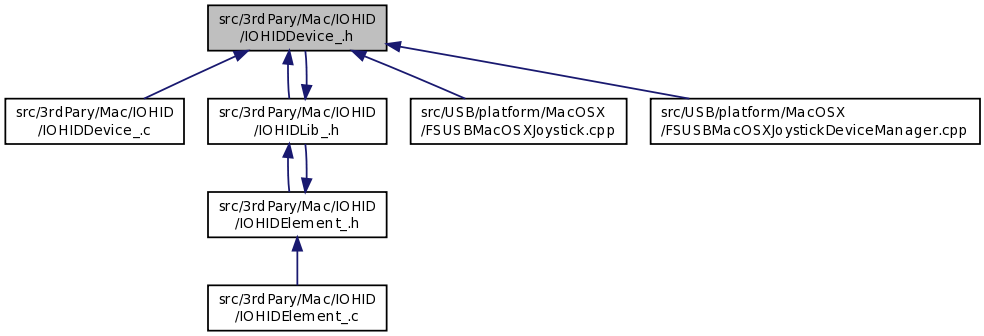 src/3rdPary/Mac/IOHID
/IOHIDDevice_.h
src/3rdPary/Mac/IOHID
/IOHIDDevice_.c
src/3rdPary/Mac/IOHID
/IOHIDLib_.h
src/USB/platform/MacOSX
/FSUSBMacOSXJoystick.cpp
src/USB/platform/MacOSX
/FSUSBMacOSXJoystickDeviceManager.cpp
src/3rdPary/Mac/IOHID
/IOHIDElement_.h
src/3rdPary/Mac/IOHID
/IOHIDElement_.c